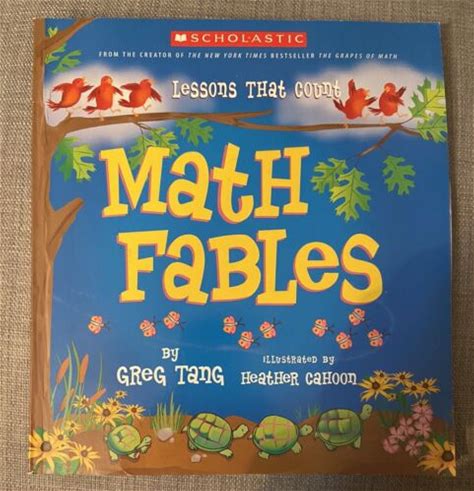 SCHOLASTIC
FROM THE CREATOR OF THE NEW YORK TIMES BESTSELLER THE GRAPES OF MATH
Lessons That Count
Math
Fables
by
Greg Tang
illustrated by
Heather Cahoon